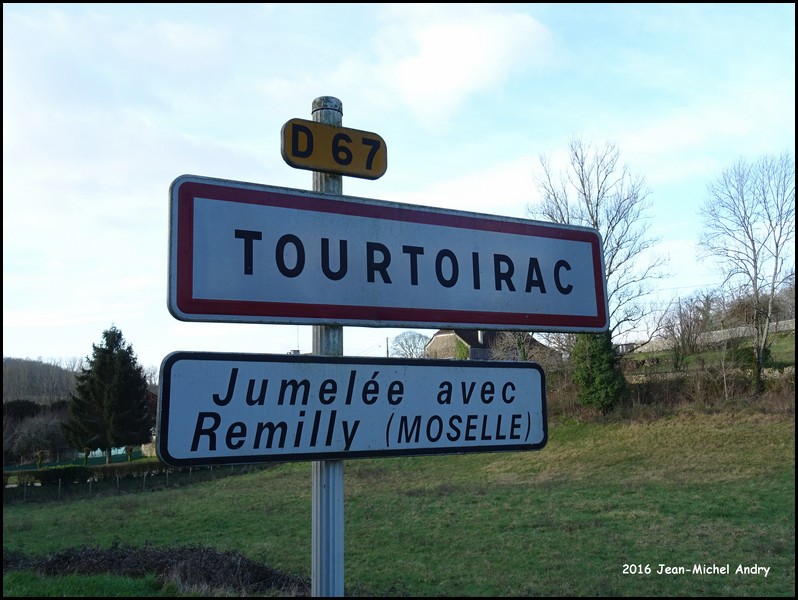 D 67
TOURTOIRAC
Jumelée avec
Remilly (MOSELLE)
2016 Jean-Michel Andry